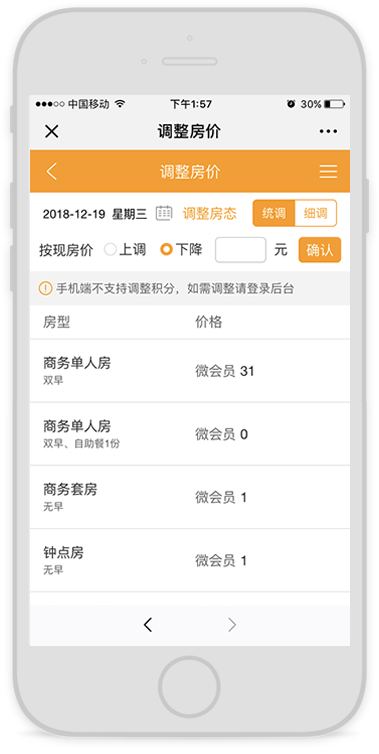 中国移动 下午1:57 30%
调整房价
调整房价
2018-12-19 星期三 调整房态 统调 细调
按现房价 上调 下降 元 确认
手机端不支持调整积分，如需调整请登录后台
房型 价格
商务单人房
双早
微会员 31
商务单人房
双早、自助餐1份
微会员 0
商务套房
无早
微会员 1
钟点房
无早
微会员 1